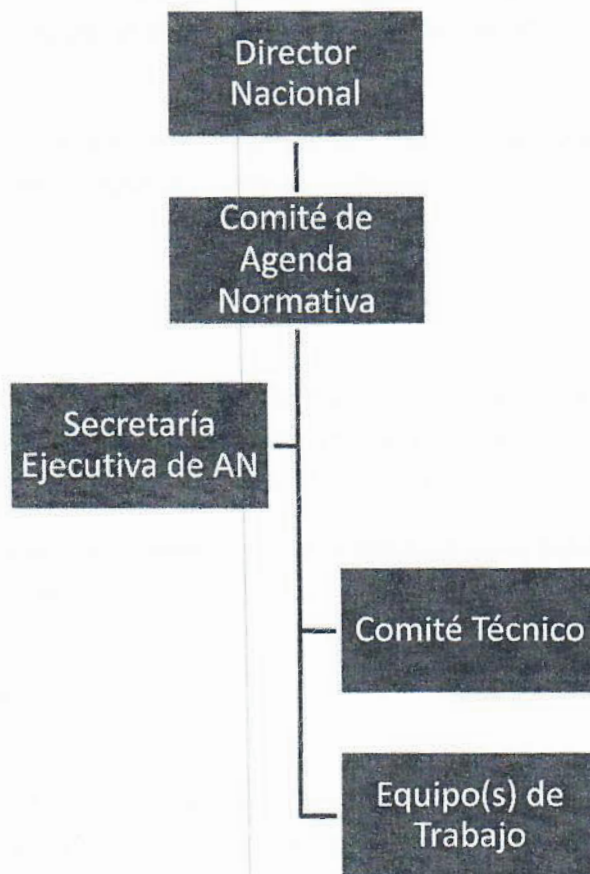 Director
Nacional
Comité de
Agenda
Normativa
Secretaría
Ejecutiva de AN
Comité Técnico
Equipo(s) de
Trabajo